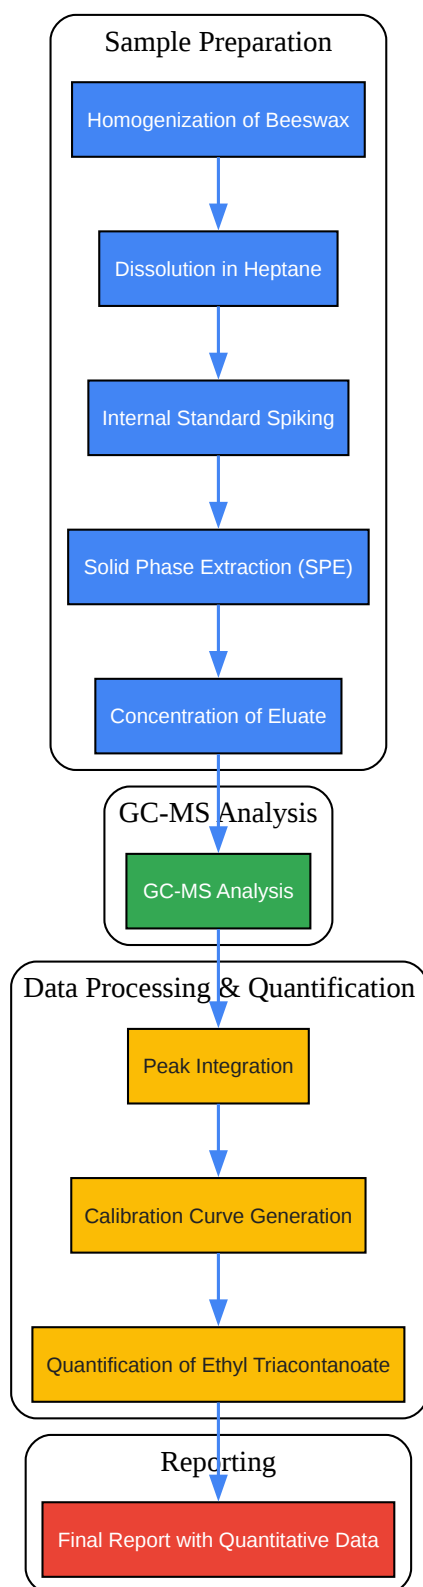 Sample Preparation
Homogenization of Beeswax
Dissolution in Heptane
Internal Standard Spiking
Solid Phase Extraction (SPE)
Concentration of Eluate
GC-MS Analysis
GC-MS Analysis
Data Processing & Quantification
Peak Integration
Calibration Curve Generation
Quantification of Ethyl Triacontanoate
Reporting
Final Report with Quantitative Data